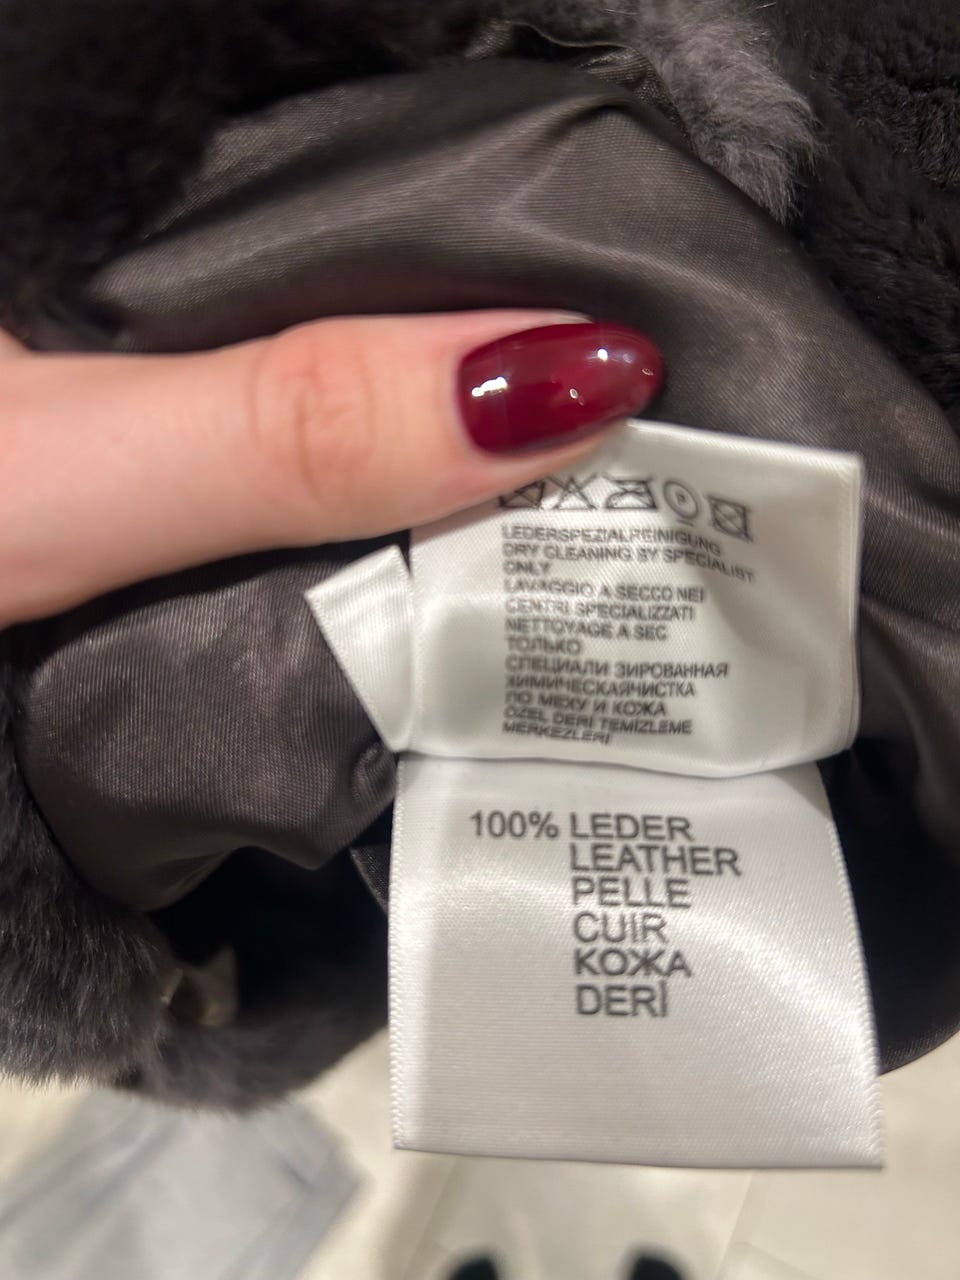 LEDERSPEZIALREINIGUNG
DRY CLEANING BY SPECIALIST
ONLY
LAVAGGIO A SECCO NEI
CENTRI SPECIALIZZATI
NETTOYAGE A SEC
ТОЛЬКО
СПЕЦИАЛИ ЗИРОВАННАЯ
ХИМИЧЕСКАЯЧИСТКА
ПО МЕХУ И КОЖА
ÖZEL DERİ TEMİZLEME
MERKEZLERİ
100% LEDER
LEATHER
PELLE
CUIR
КОЖА
DERİ